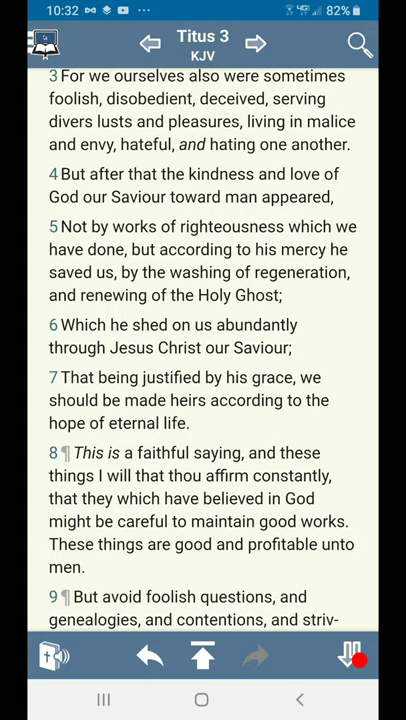 10:32 82%
Titus 3
KJV
3 For we ourselves also were sometimes
foolish, disobedient, deceived, serving
divers lusts and pleasures, living in malice
and envy, hateful, and hating one another.
4 But after that the kindness and love of
God our Saviour toward man appeared,
5 Not by works of righteousness which we
have done, but according to his mercy he
saved us, by the washing of regeneration,
and renewing of the Holy Ghost;
6 Which he shed on us abundantly
through Jesus Christ our Saviour;
7 That being justified by his grace, we
should be made heirs according to the
hope of eternal life.
8 ¶ This is a faithful saying, and these
things I will that thou affirm constantly,
that they which have believed in God
might be careful to maintain good works.
These things are good and profitable unto
men.
9 ¶ But avoid foolish questions, and
genealogies, and contentions, and striv-